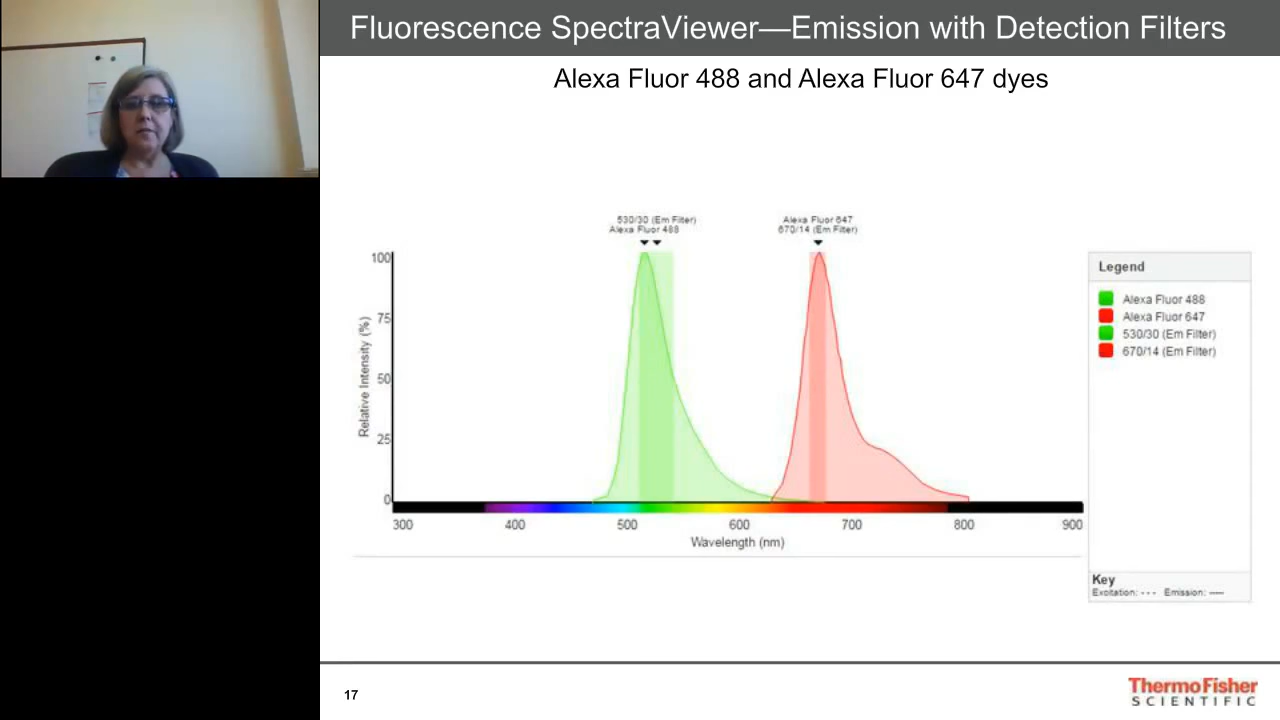 Fluorescence SpectraViewer—Emission with Detection Filters
Alexa Fluor 488 and Alexa Fluor 647 dyes
530/30 (Em Filter)
Alexa Fluor 488
Alexa Fluor 647
670/14 (Em Filter)
100
75
50
25
0
Relative Intensity (%)
300 400 500 600 700 800 900
Wavelength (nm)
Legend
Alexa Fluor 488
Alexa Fluor 647
530/30 (Em Filter)
670/14 (Em Filter)
Key
Excitation: - - - Emission: —
17
ThermoFisher
SCIENTIFIC